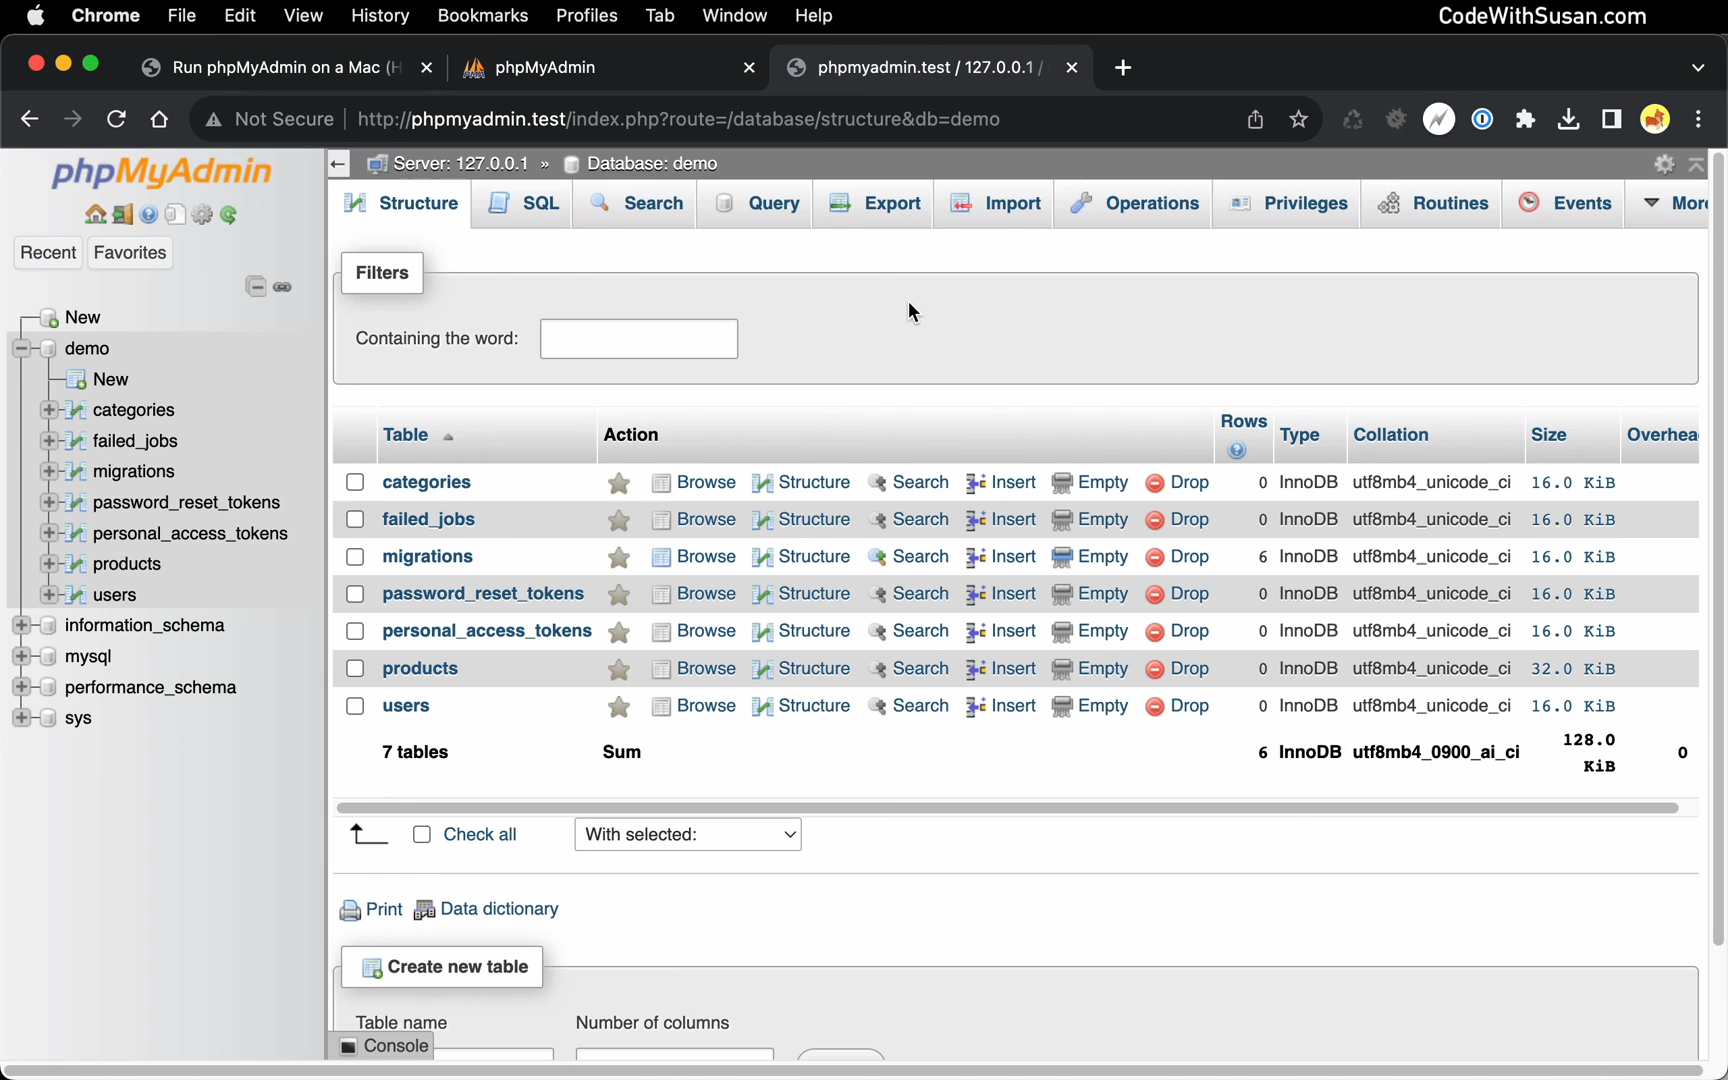 Chrome File Edit View History Bookmarks Profiles Tab Window Help CodeWithSusan.com
Run phpMyAdmin on a Mac (H phpMyAdmin phpmyadmin.test / 127.0.0.1 /
Not Secure http://phpmyadmin.test/index.php?route=/database/structure&db=demo
phpMyAdmin
Recent Favorites
New
demo
New
categories
failed_jobs
migrations
password_reset_tokens
personal_access_tokens
products
users
information_schema
mysql
performance_schema
sys
Server: 127.0.0.1 » Database: demo
Structure SQL Search Query Export Import Operations Privileges Routines Events More
Filters
Containing the word:
Table Action Rows Type Collation Size Overhea
categories Browse Structure Search Insert Empty Drop 0 InnoDB utf8mb4_unicode_ci 16.0 KiB
failed_jobs Browse Structure Search Insert Empty Drop 0 InnoDB utf8mb4_unicode_ci 16.0 KiB
migrations Browse Structure Search Insert Empty Drop 6 InnoDB utf8mb4_unicode_ci 16.0 KiB
password_reset_tokens Browse Structure Search Insert Empty Drop 0 InnoDB utf8mb4_unicode_ci 16.0 KiB
personal_access_tokens Browse Structure Search Insert Empty Drop 0 InnoDB utf8mb4_unicode_ci 16.0 KiB
products Browse Structure Search Insert Empty Drop 0 InnoDB utf8mb4_unicode_ci 32.0 KiB
users Browse Structure Search Insert Empty Drop 0 InnoDB utf8mb4_unicode_ci 16.0 KiB
7 tables Sum 6 InnoDB utf8mb4_0900_ai_ci 128.0 KiB 0
Check all With selected:
Print Data dictionary
Create new table
Table name Number of columns
Console